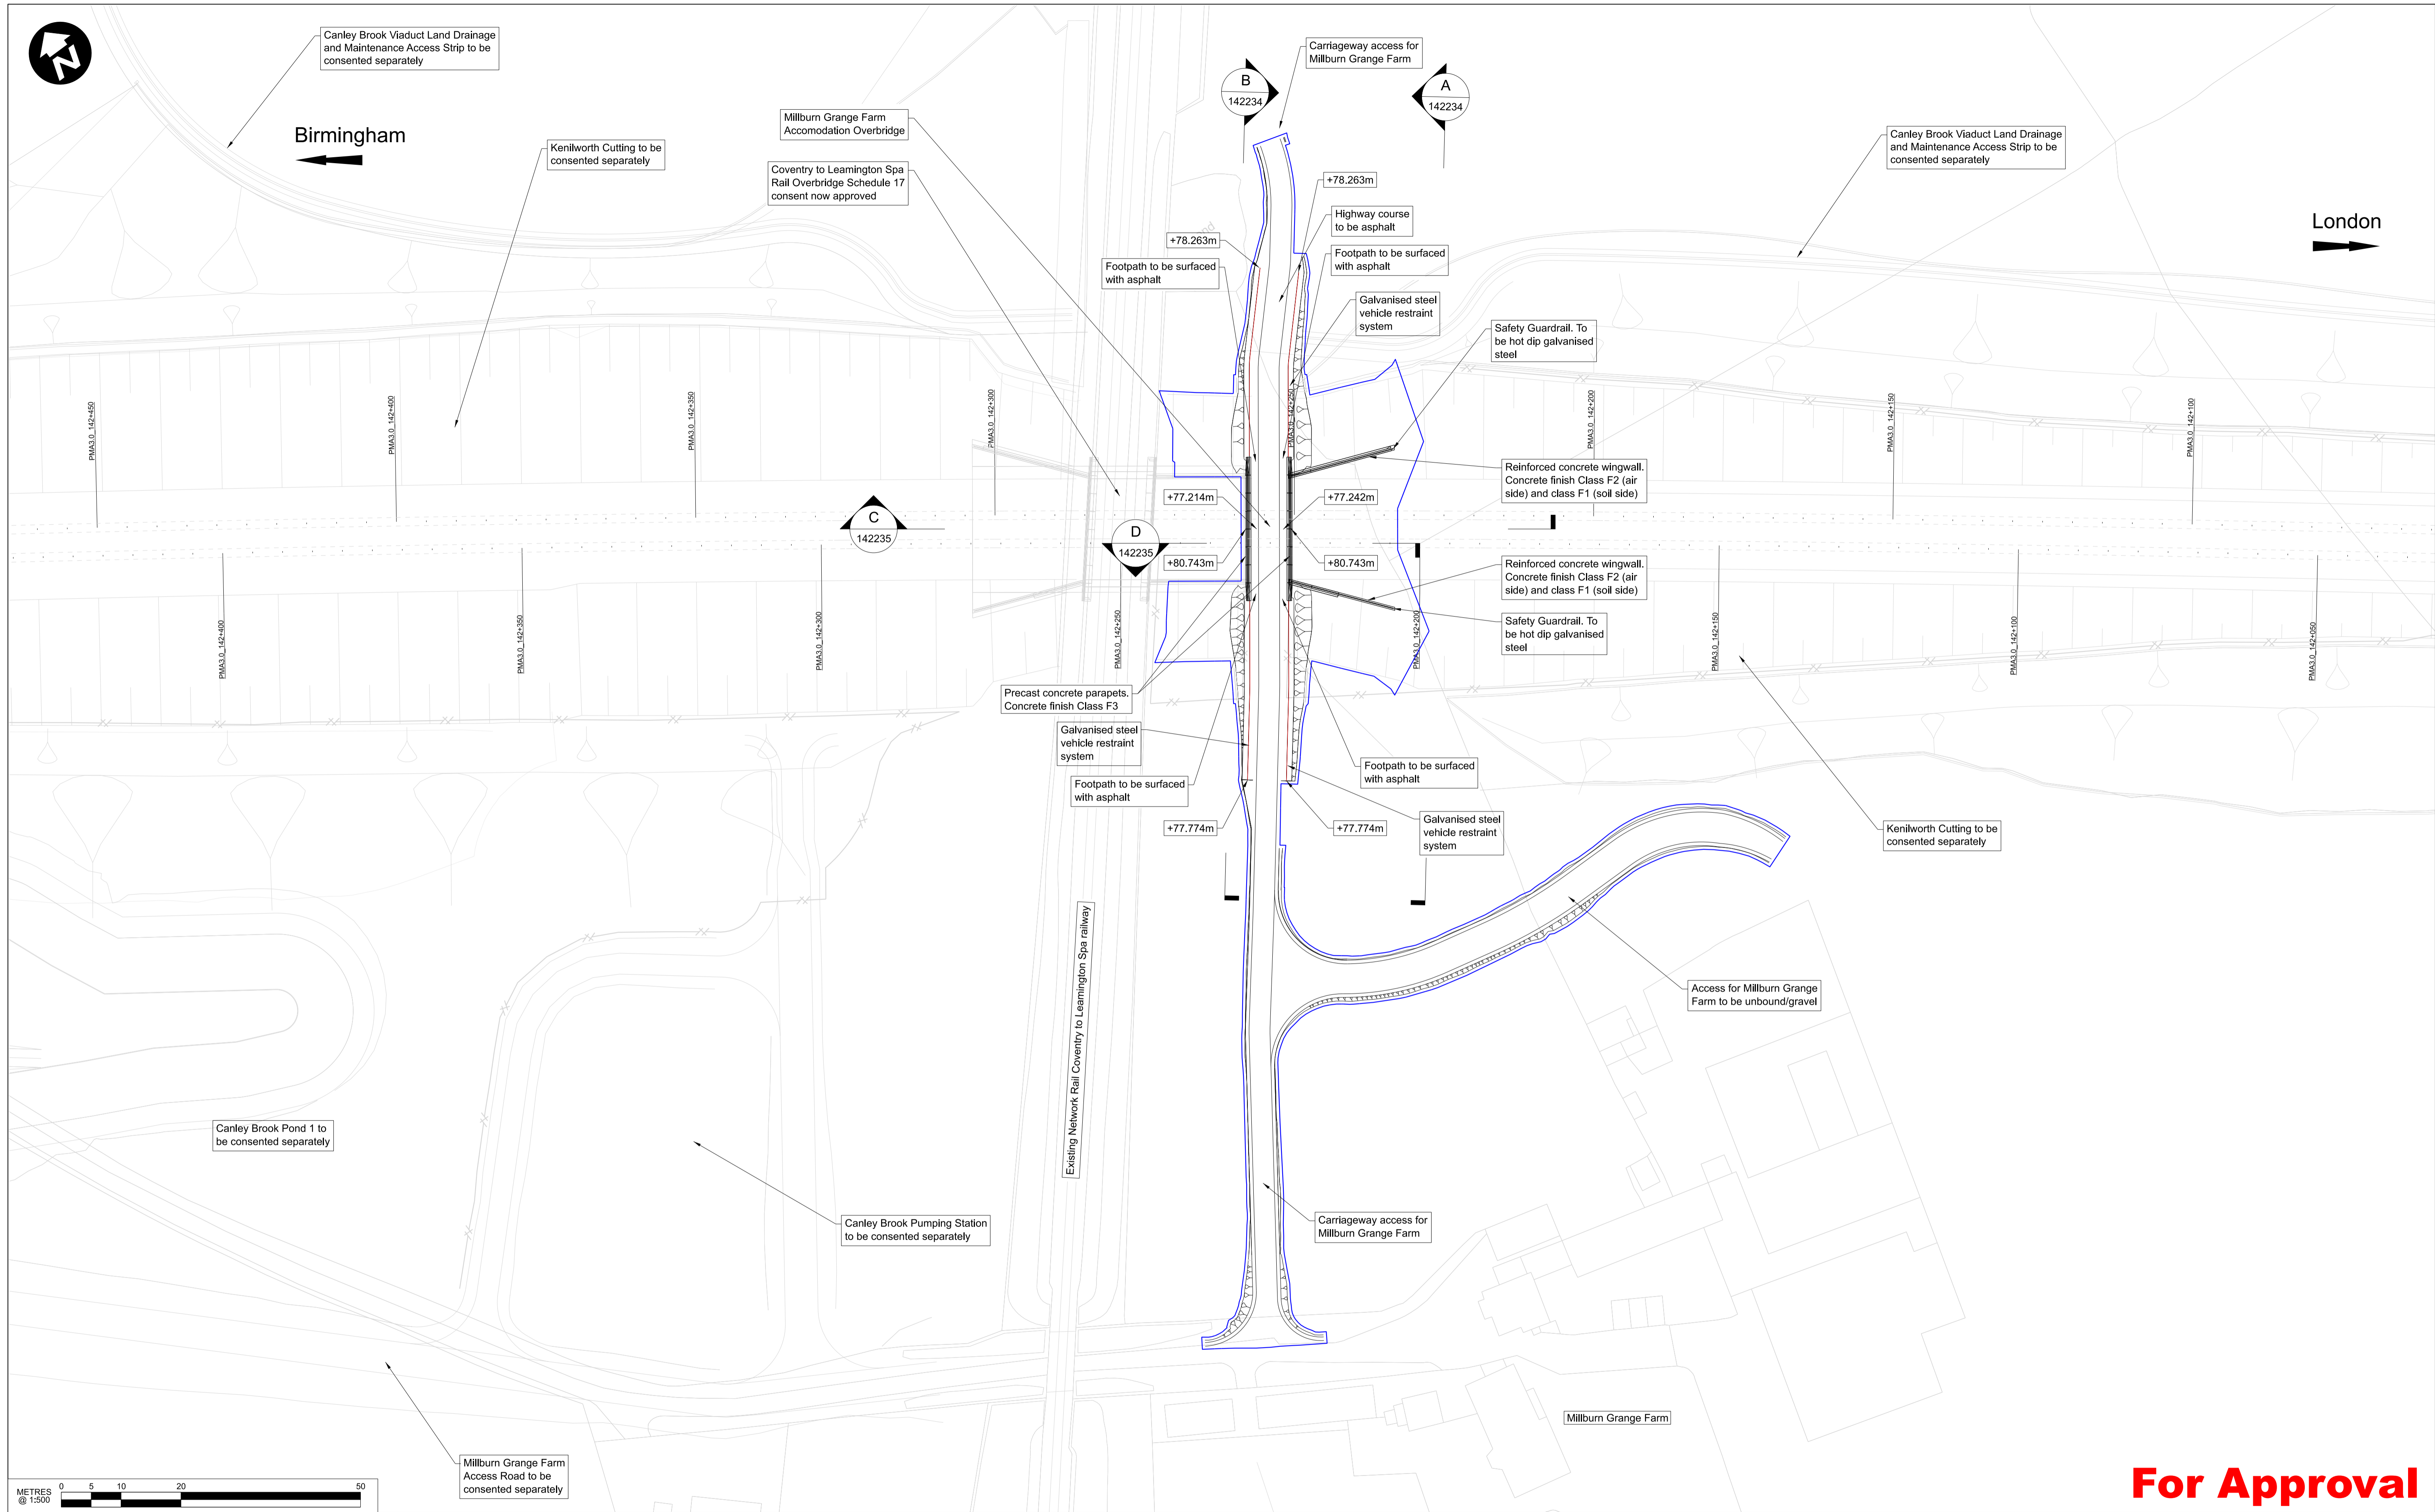 N
Canley Brook Viaduct Land Drainage
and Maintenance Access Strip to be
consented separately
Birmingham
Kenilworth Cutting to be
consented separately
Millburn Grange Farm
Accomodation Overbridge
Coventry to Leamington Spa
Rail Overbridge Schedule 17
consent now approved
B
142234
Carriageway access for
Millburn Grange Farm
A
142234
Canley Brook Viaduct Land Drainage
and Maintenance Access Strip to be
consented separately
London
+78.263m
Highway course
to be asphalt
+78.263m
Footpath to be surfaced
with asphalt
Footpath to be surfaced
with asphalt
Galvanised steel
vehicle restraint
system
Safety Guardrail. To
be hot dip galvanised
steel
PMA3.0_142+450
PMA3.0_142+400
PMA3.0_142+350
PMA3.0_142+300
PMA3.0_142+250
PMA3.0_142+200
PMA3.0_142+150
PMA3.0_142+100
Reinforced concrete wingwall.
Concrete finish Class F2 (air
side) and class F1 (soil side)
+77.214m
+77.242m
C
142235
D
142235
+80.743m
+80.743m
Reinforced concrete wingwall.
Concrete finish Class F2 (air
side) and class F1 (soil side)
Safety Guardrail. To
be hot dip galvanised
steel
PMA3.0_142+400
PMA3.0_142+350
PMA3.0_142+300
PMA3.0_142+250
PMA3.0_142+200
PMA3.0_142+150
PMA3.0_142+100
PMA3.0_142+050
Precast concrete parapets.
Concrete finish Class F3
Galvanised steel
vehicle restraint
system
Footpath to be surfaced
with asphalt
Footpath to be surfaced
with asphalt
+77.774m
+77.774m
Galvanised steel
vehicle restraint
system
Kenilworth Cutting to be
consented separately
Existing Network Rail Coventry to Leamington Spa railway
Access for Millburn Grange
Farm to be unbound/gravel
Canley Brook Pond 1 to
be consented separately
Canley Brook Pumping Station
to be consented separately
Carriageway access for
Millburn Grange Farm
Millburn Grange Farm
Millburn Grange Farm
Access Road to be
consented separately
METRES
@ 1:500
0 5 10 20 50
For Approval